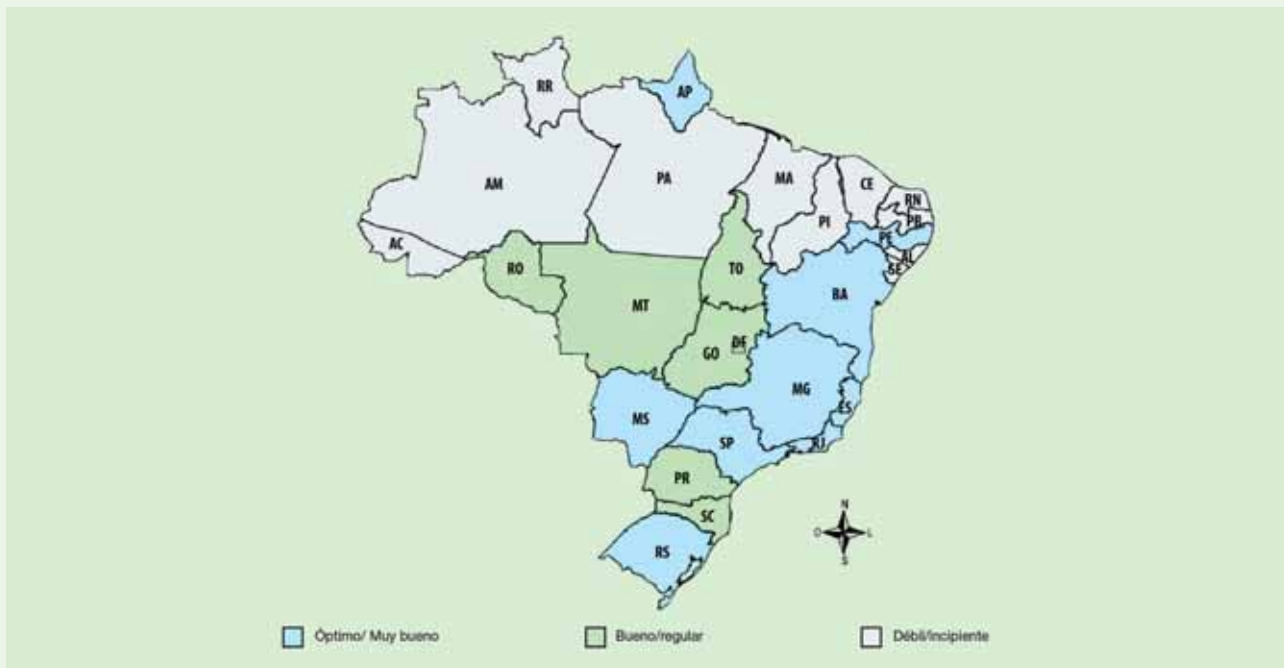 RR
AP
AM
PA
MA
CE
RN
PB
PI
PE
AL
SE
AC
RO
TO
BA
MT
GO
DF
MG
ES
MS
SP
RJ
PR
SC
RS
N
O L
S
Óptimo/ Muy bueno
Bueno/regular
Débil/incipiente